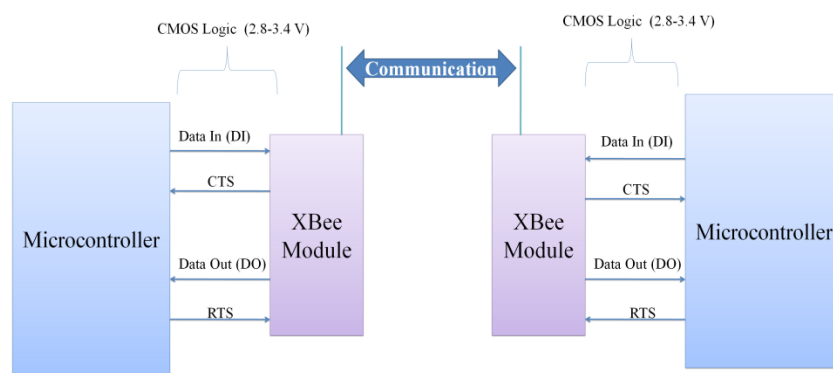 CMOS Logic (2.8-3.4 V)
CMOS Logic (2.8-3.4 V)
Communication
Data In (DI)
CTS
Data Out (DO)
RTS
Microcontroller
XBee
Module
XBee
Module
Data In (DI)
CTS
Data Out (DO)
RTS
Microcontroller